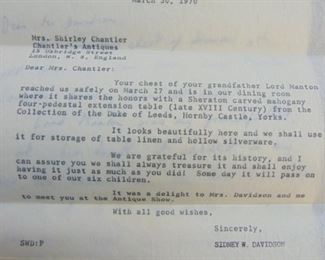 March 30, 1970
Mrs. Shirley Chantler
Chantler's Antiques
Uxbridge Street
London, W. 8, England
Dear Mrs. Chantler:
Your chest of your grandfather Lord Manton
reached us safely on March 27 and is in our dining room
where it shares the honors with a Sheraton carved mahogany
four-pedestal extension table (late XVIII Century) from the
Collection of the Duke of Leeds, Hornby Castle, Yorks.
It looks beautifully here and we shall use
it for storage of table linen and hollow silverware.
We are grateful for its history, and I
can assure you we shall always treasure it and shall enjoy
having it just as much as you did! Some day it will pass on
to one of our six children.
It was a delight to Mrs. Davidson and me
to meet you at the Antique Show.
With all good wishes,
Sincerely,
SWD:F
SIDNEY W. DAVIDSON